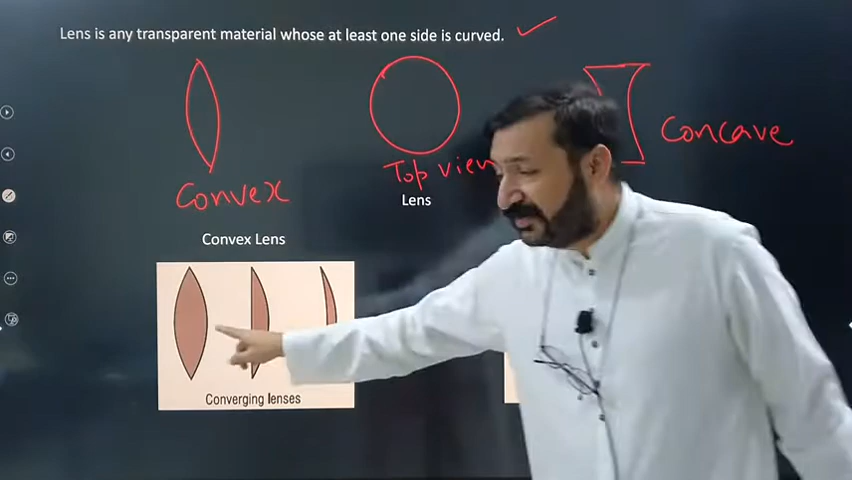 Lens is any transparent material whose at least one side is curved.
Convex
Top view
Concave
Lens
Convex Lens
Converging lenses